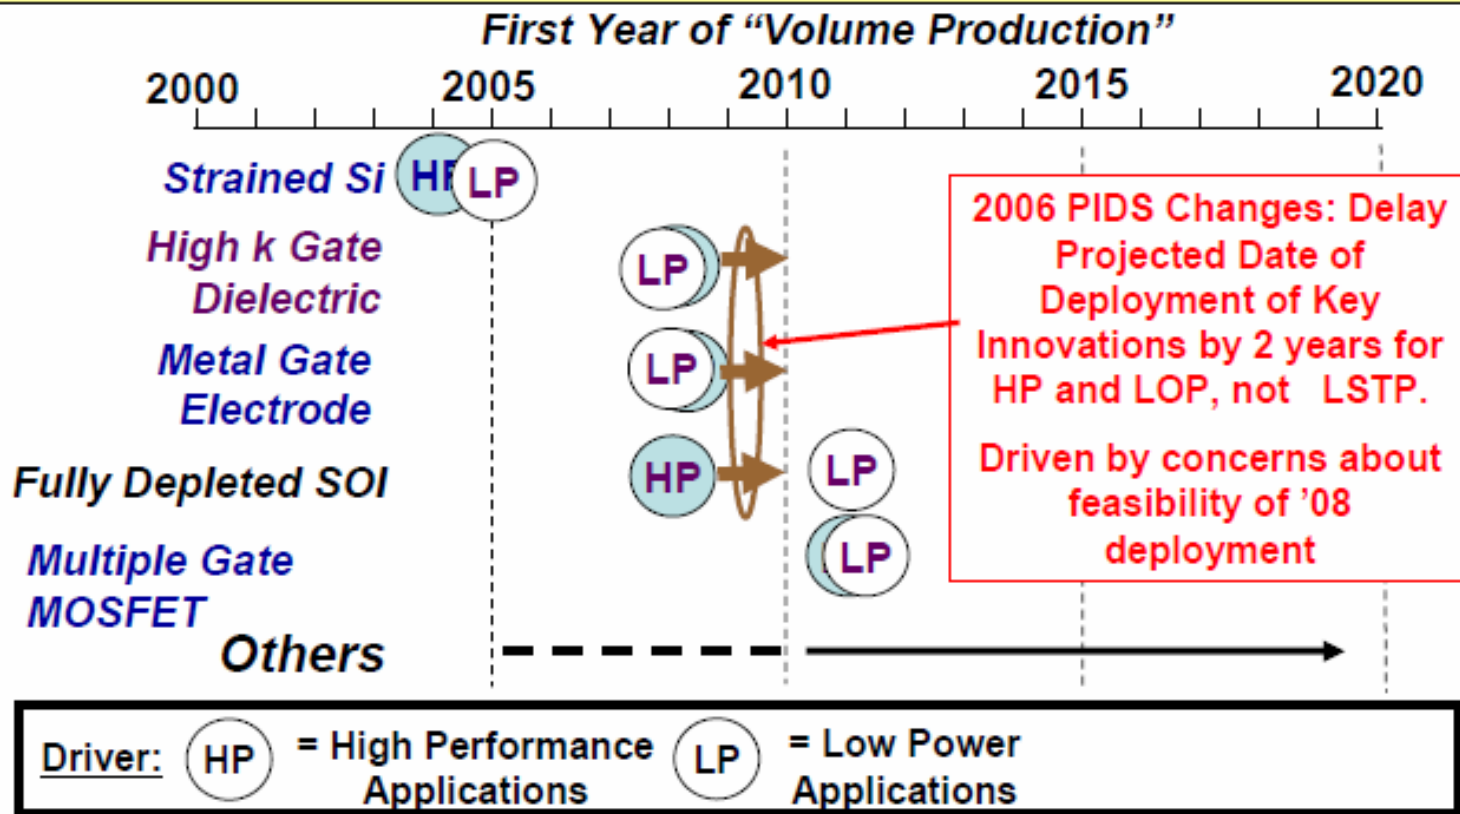 First Year of “Volume Production”
2000 2005 2010 2015 2020
Strained Si HP LP
High k Gate
Dielectric
LP
Metal Gate
Electrode
LP
Fully Depleted SOI HP LP
Multiple Gate
MOSFET
LP
Others
2006 PIDS Changes: Delay
Projected Date of
Deployment of Key
Innovations by 2 years for
HP and LOP, not LSTP.
Driven by concerns about
feasibility of ’08
deployment
Driver: HP = High Performance
Applications
LP = Low Power
Applications